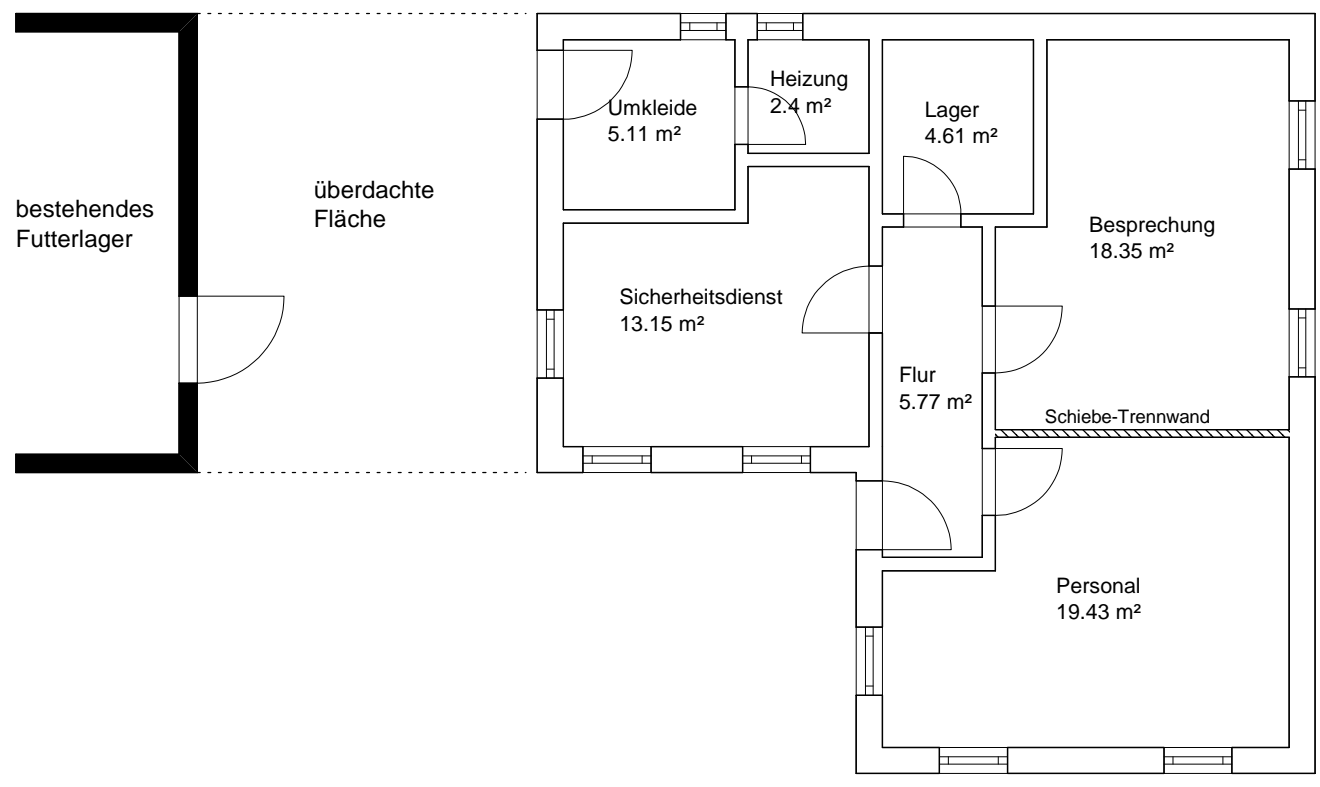 bestehendes
Futterlager
überdachte
Fläche
Umkleide
5.11 m²
Heizung
2.4 m²
Lager
4.61 m²
Besprechung
18.35 m²
Sicherheitsdienst
13.15 m²
Flur
5.77 m²
Schiebe-Trennwand
Personal
19.43 m²